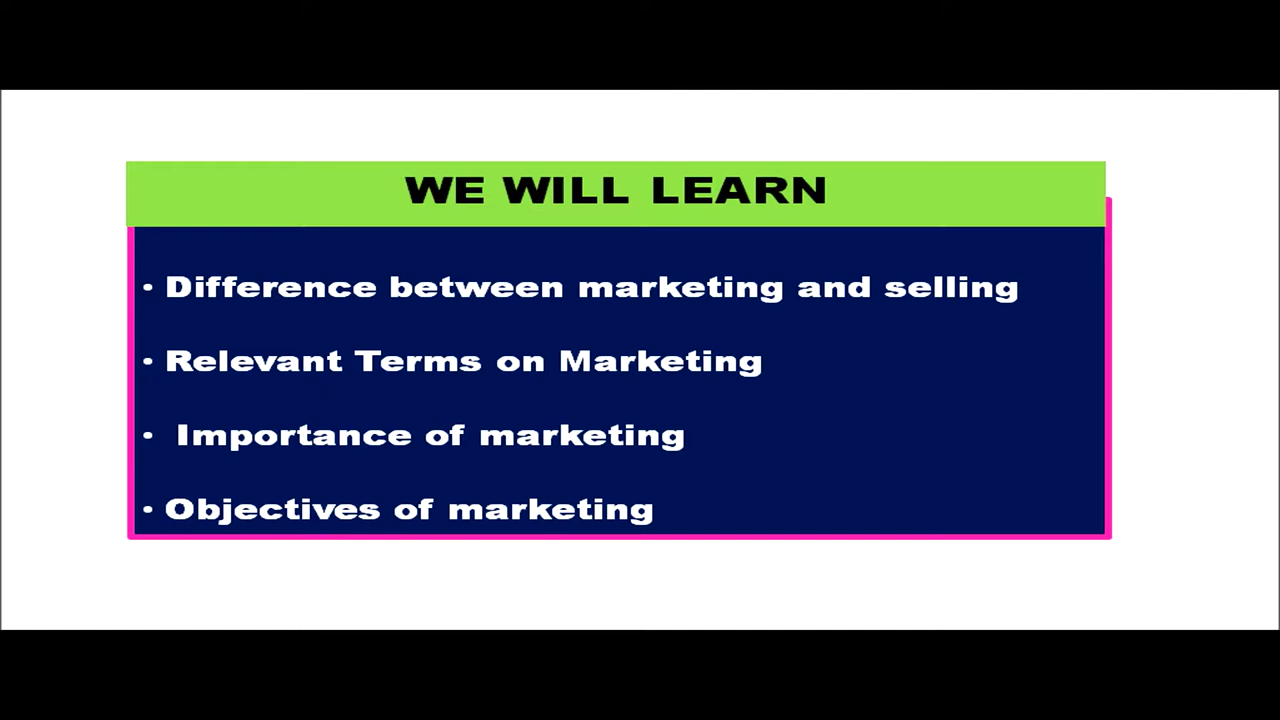 WE WILL LEARN
• Difference between marketing and selling
• Relevant Terms on Marketing
• Importance of marketing
• Objectives of marketing